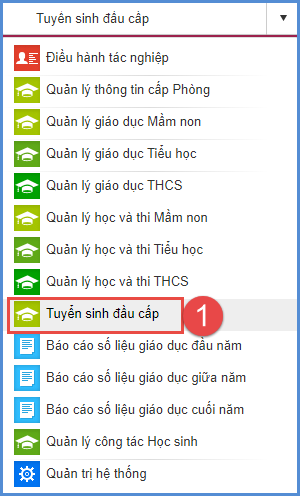 Tuyển sinh đầu cấp
Điều hành tác nghiệp
Quản lý thông tin cấp Phòng
Quản lý giáo dục Mầm non
Quản lý giáo dục Tiểu học
Quản lý giáo dục THCS
Quản lý học và thi Mầm non
Quản lý học và thi Tiểu học
Quản lý học và thi THCS
Tuyển sinh đầu cấp 1
Báo cáo số liệu giáo dục đầu năm
Báo cáo số liệu giáo dục giữa năm
Báo cáo số liệu giáo dục cuối năm
Quản lý công tác Học sinh
Quản trị hệ thống